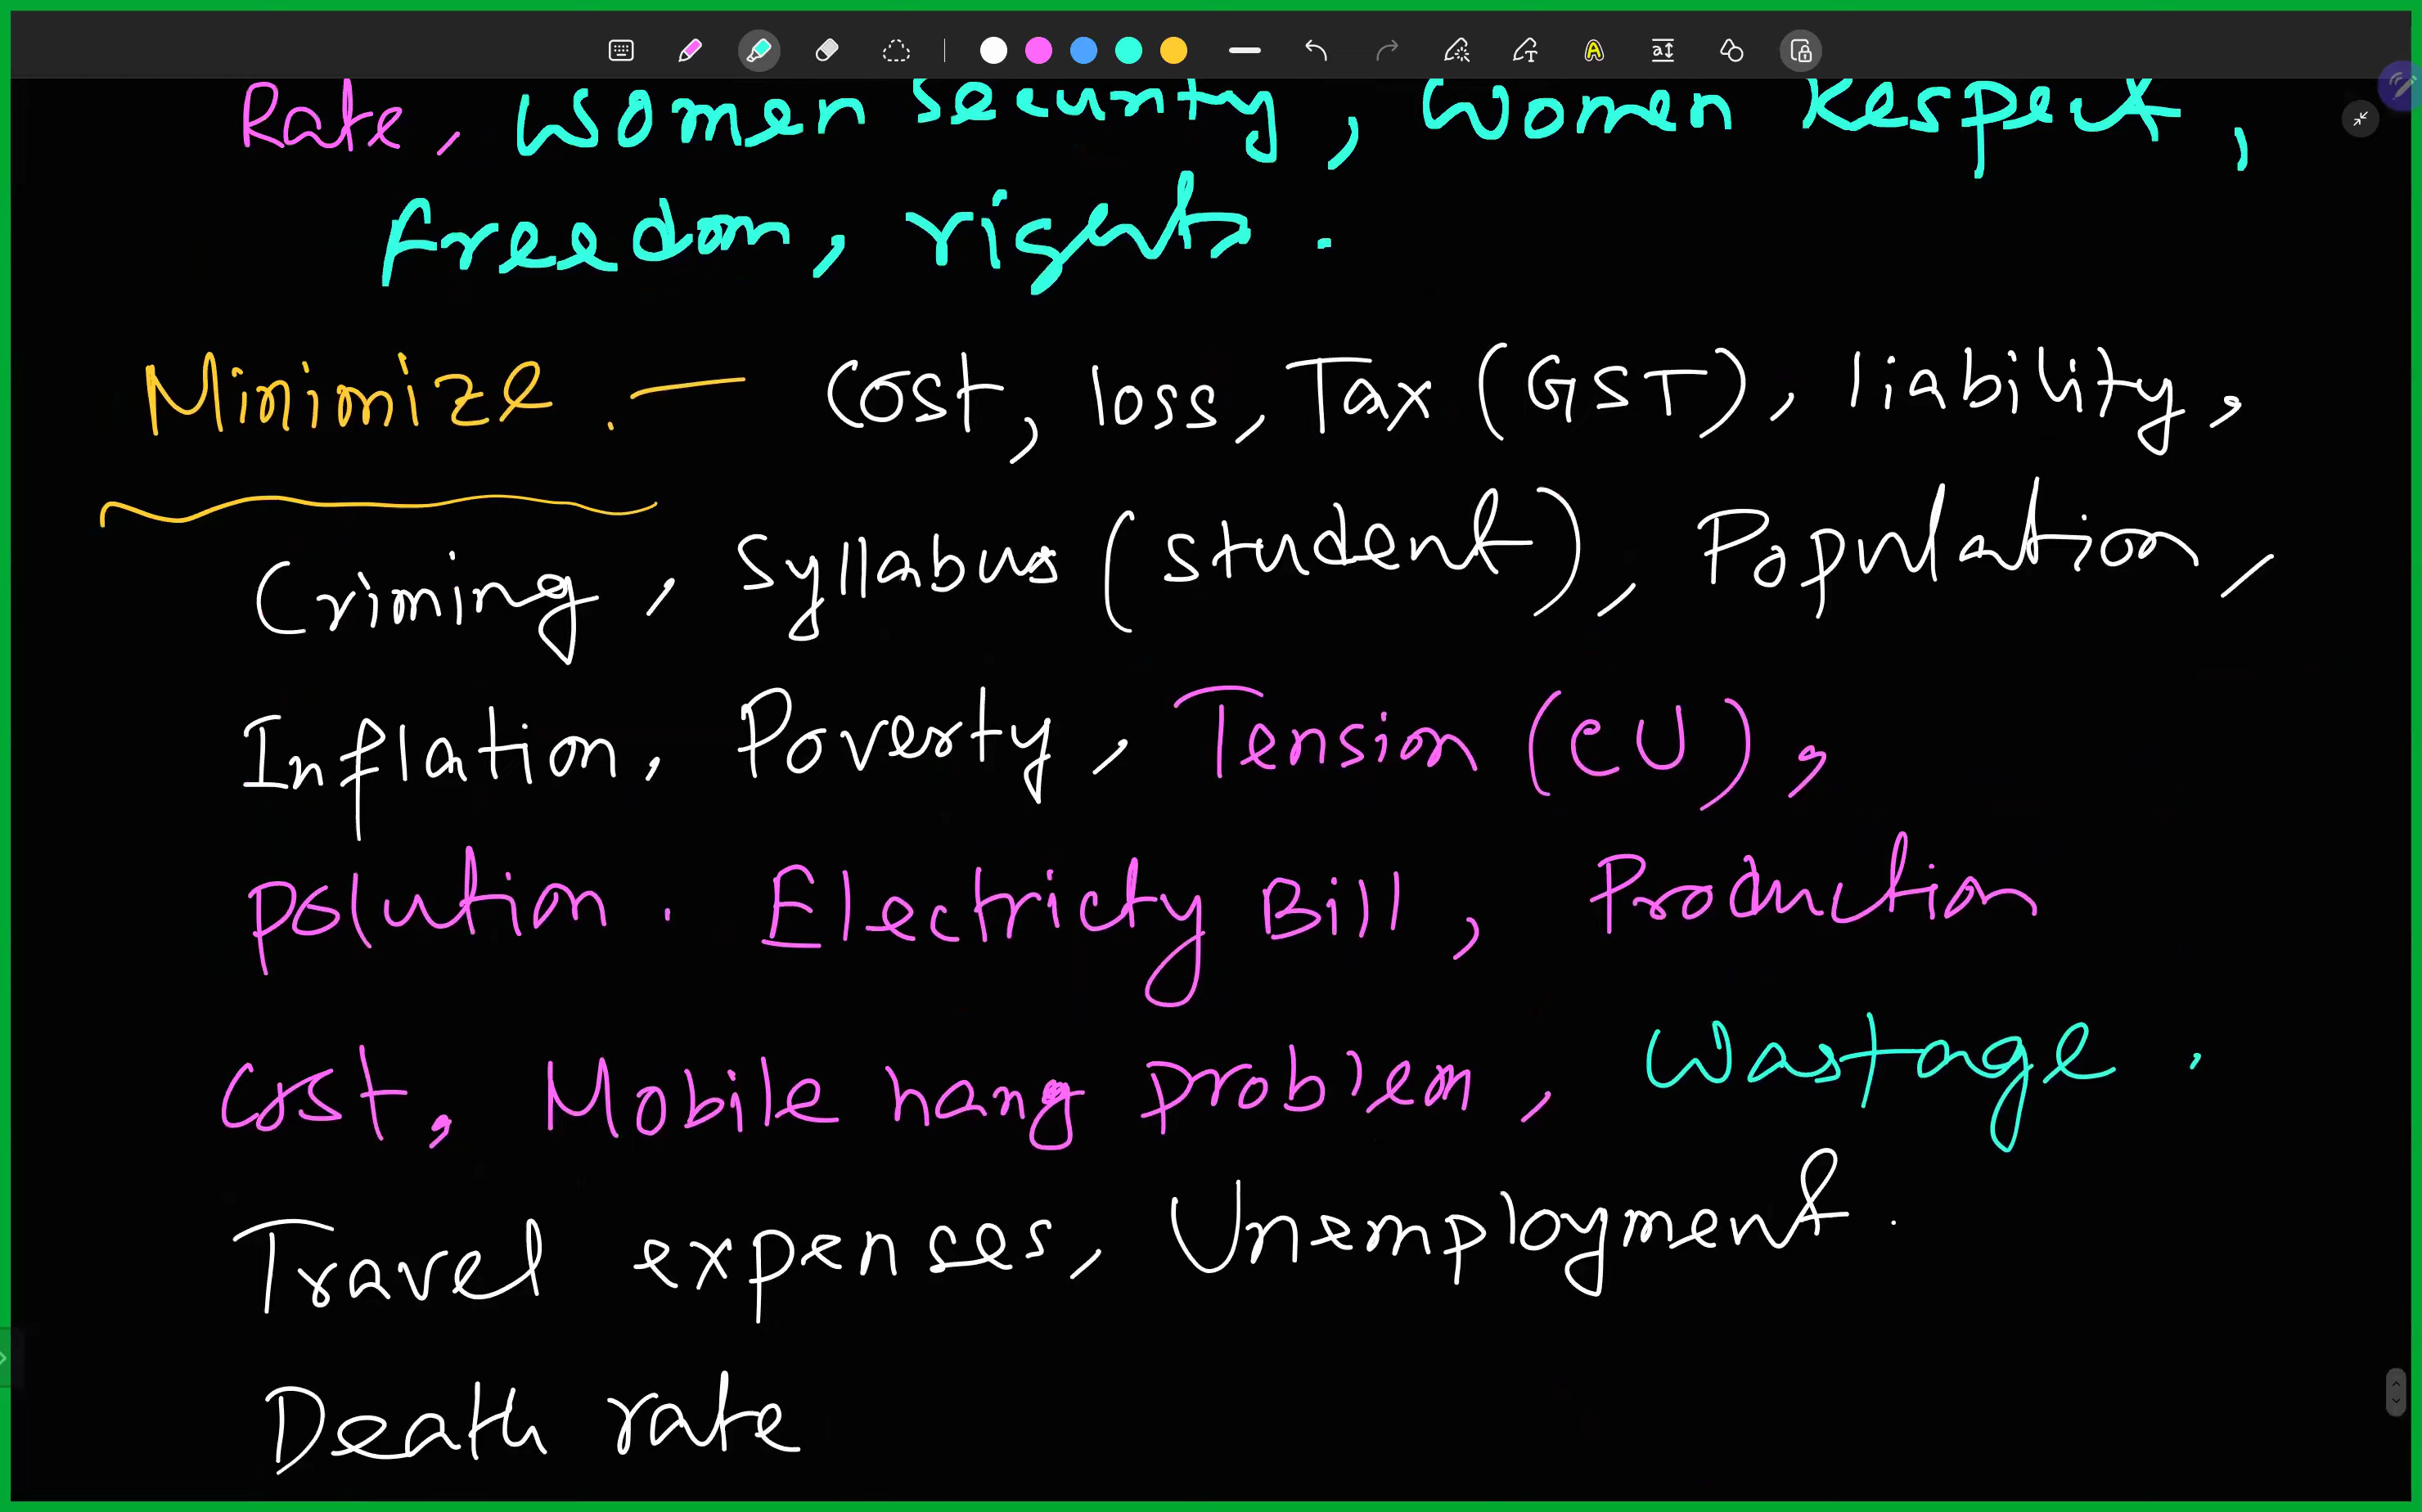 Rate, Women Security, Women Respect,
freedom, rights.
Minimize. — Cost, loss, Tax (GST), liability,
Criming, Syllabus (student), Population,
Inflation, Poverty, Tension (CU),
polution. Electricty Bill, Production
Cost, Mobile hang problem, Wastage.
Travel expenses, Unemployment.
Death rate